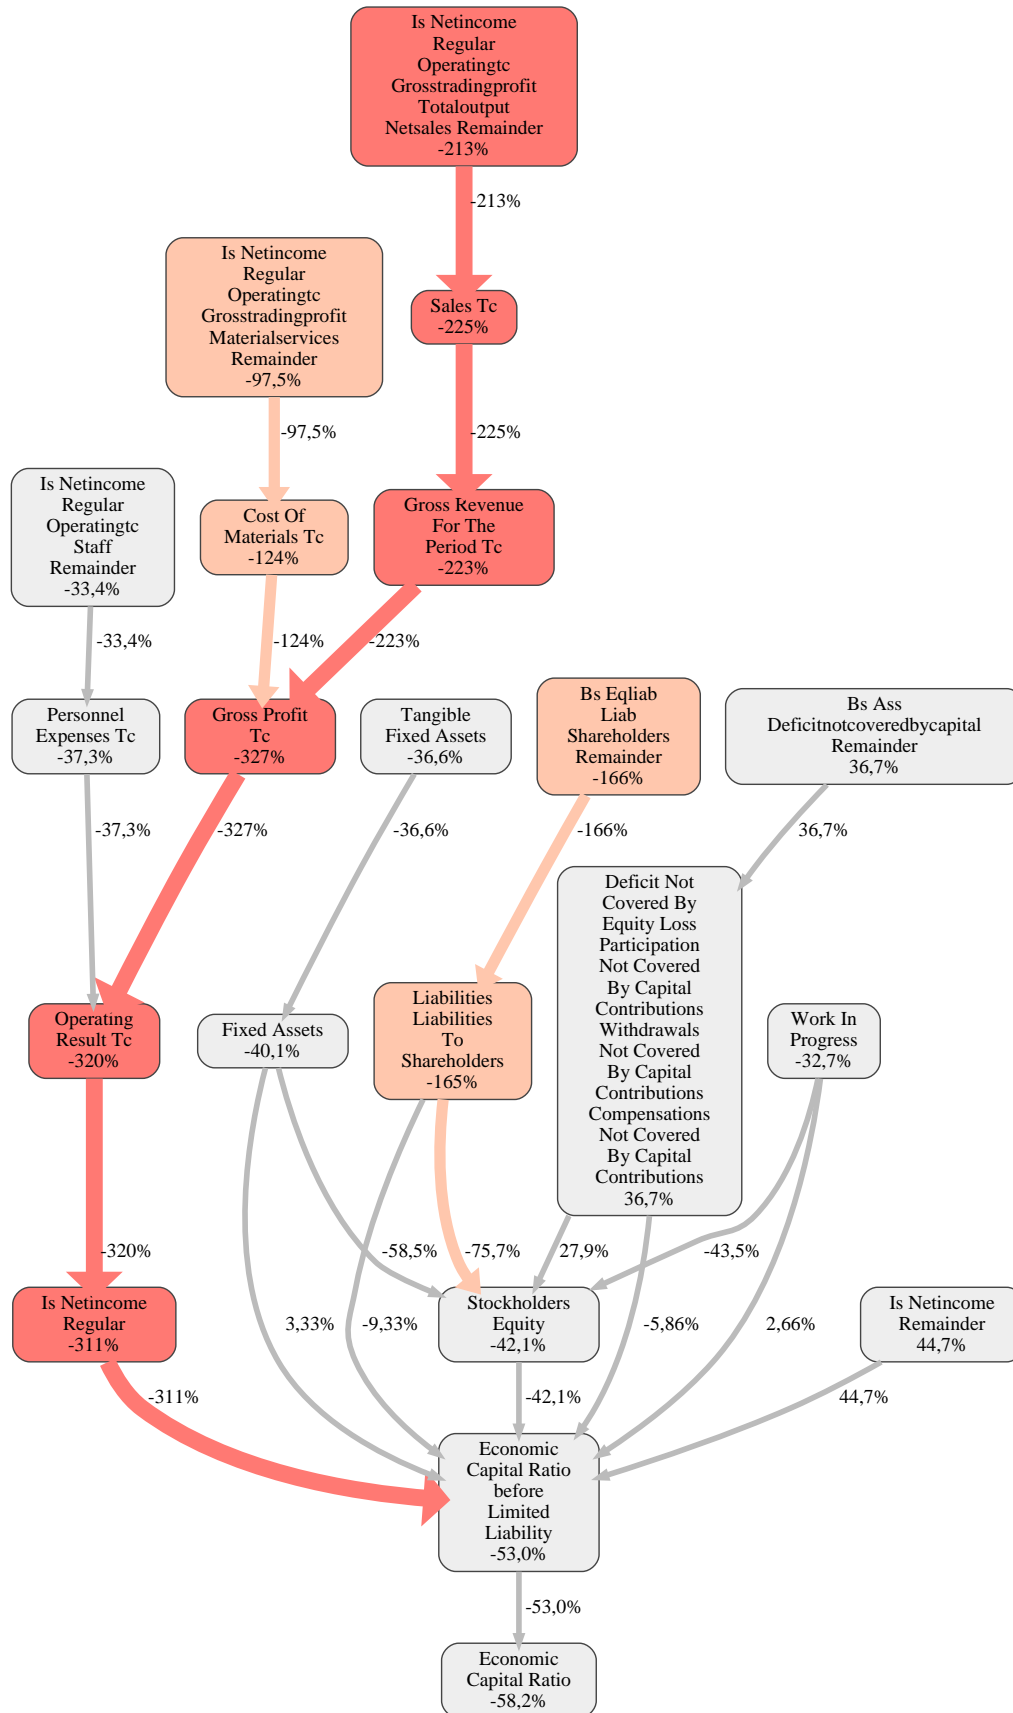 Is Netincome
Regular
Operatingtc
Grosstradingprofit
Totaloutput
Netsales Remainder
-213%
-213%
Is Netincome
Regular
Operatingtc
Grosstradingprofit
Materialservices
Remainder
-97,5%
Sales Tc
-225%
-97,5%
-225%
Is Netincome
Regular
Operatingtc
Staff
Remainder
-33,4%
Cost Of
Materials Tc
-124%
Gross Revenue
For The
Period Tc
-223%
-33,4%
-124%
-223%
Personnel
Expenses Tc
-37,3%
Gross Profit
Tc
-327%
Tangible
Fixed Assets
-36,6%
Bs Eqliab
Liab
Shareholders
Remainder
-166%
Bs Ass
Deficitnotcoveredbycapital
Remainder
36,7%
-37,3%
-327%
-36,6%
-166%
36,7%
Deficit Not
Covered By
Equity Loss
Participation
Not Covered
By Capital
Contributions
Withdrawals
Not Covered
By Capital
Contributions
Compensations
Not Covered
By Capital
Contributions
36,7%
Operating
Result Tc
-320%
Fixed Assets
-40,1%
Liabilities
Liabilities
To
Shareholders
-165%
Work In
Progress
-32,7%
-320%
-58,5%
-75,7%
27,9%
-43,5%
Is Netincome
Regular
-311%
3,33%
-9,33%
Stockholders
Equity
-42,1%
-5,86%
2,66%
Is Netincome
Remainder
44,7%
-311%
-42,1%
44,7%
Economic
Capital Ratio
before
Limited
Liability
-53,0%
-53,0%
Economic
Capital Ratio
-58,2%